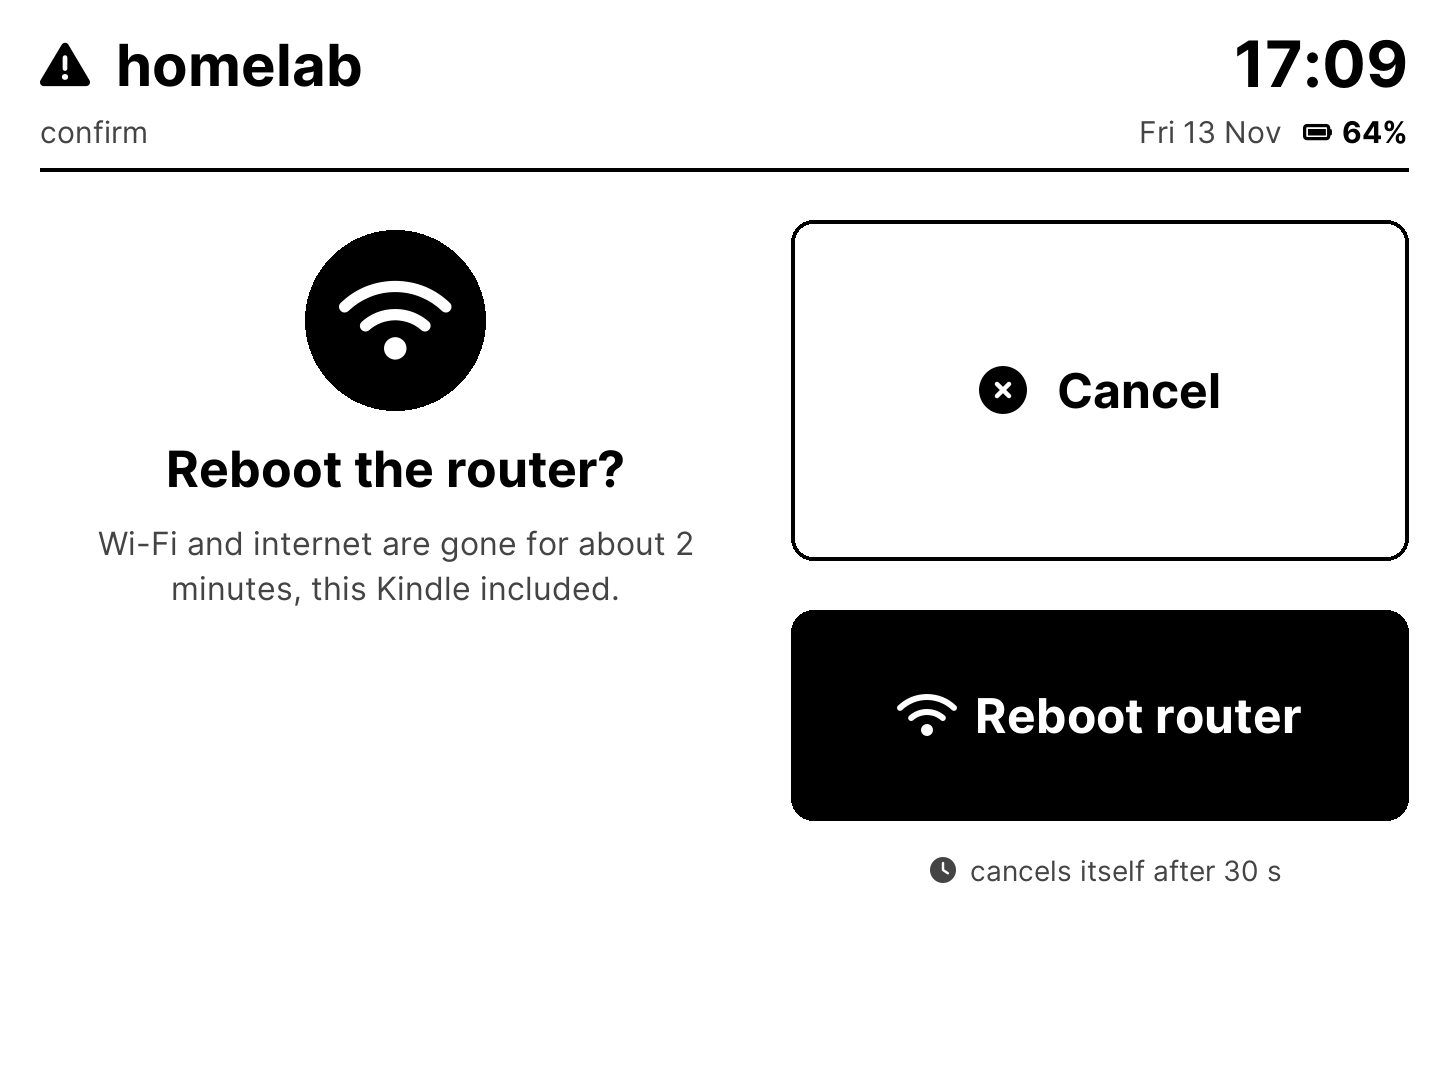 homelab
17:09
confirm
Fri 13 Nov 64%
Reboot the router?
Wi-Fi and internet are gone for about 2
minutes, this Kindle included.
Cancel
Reboot router
cancels itself after 30 s